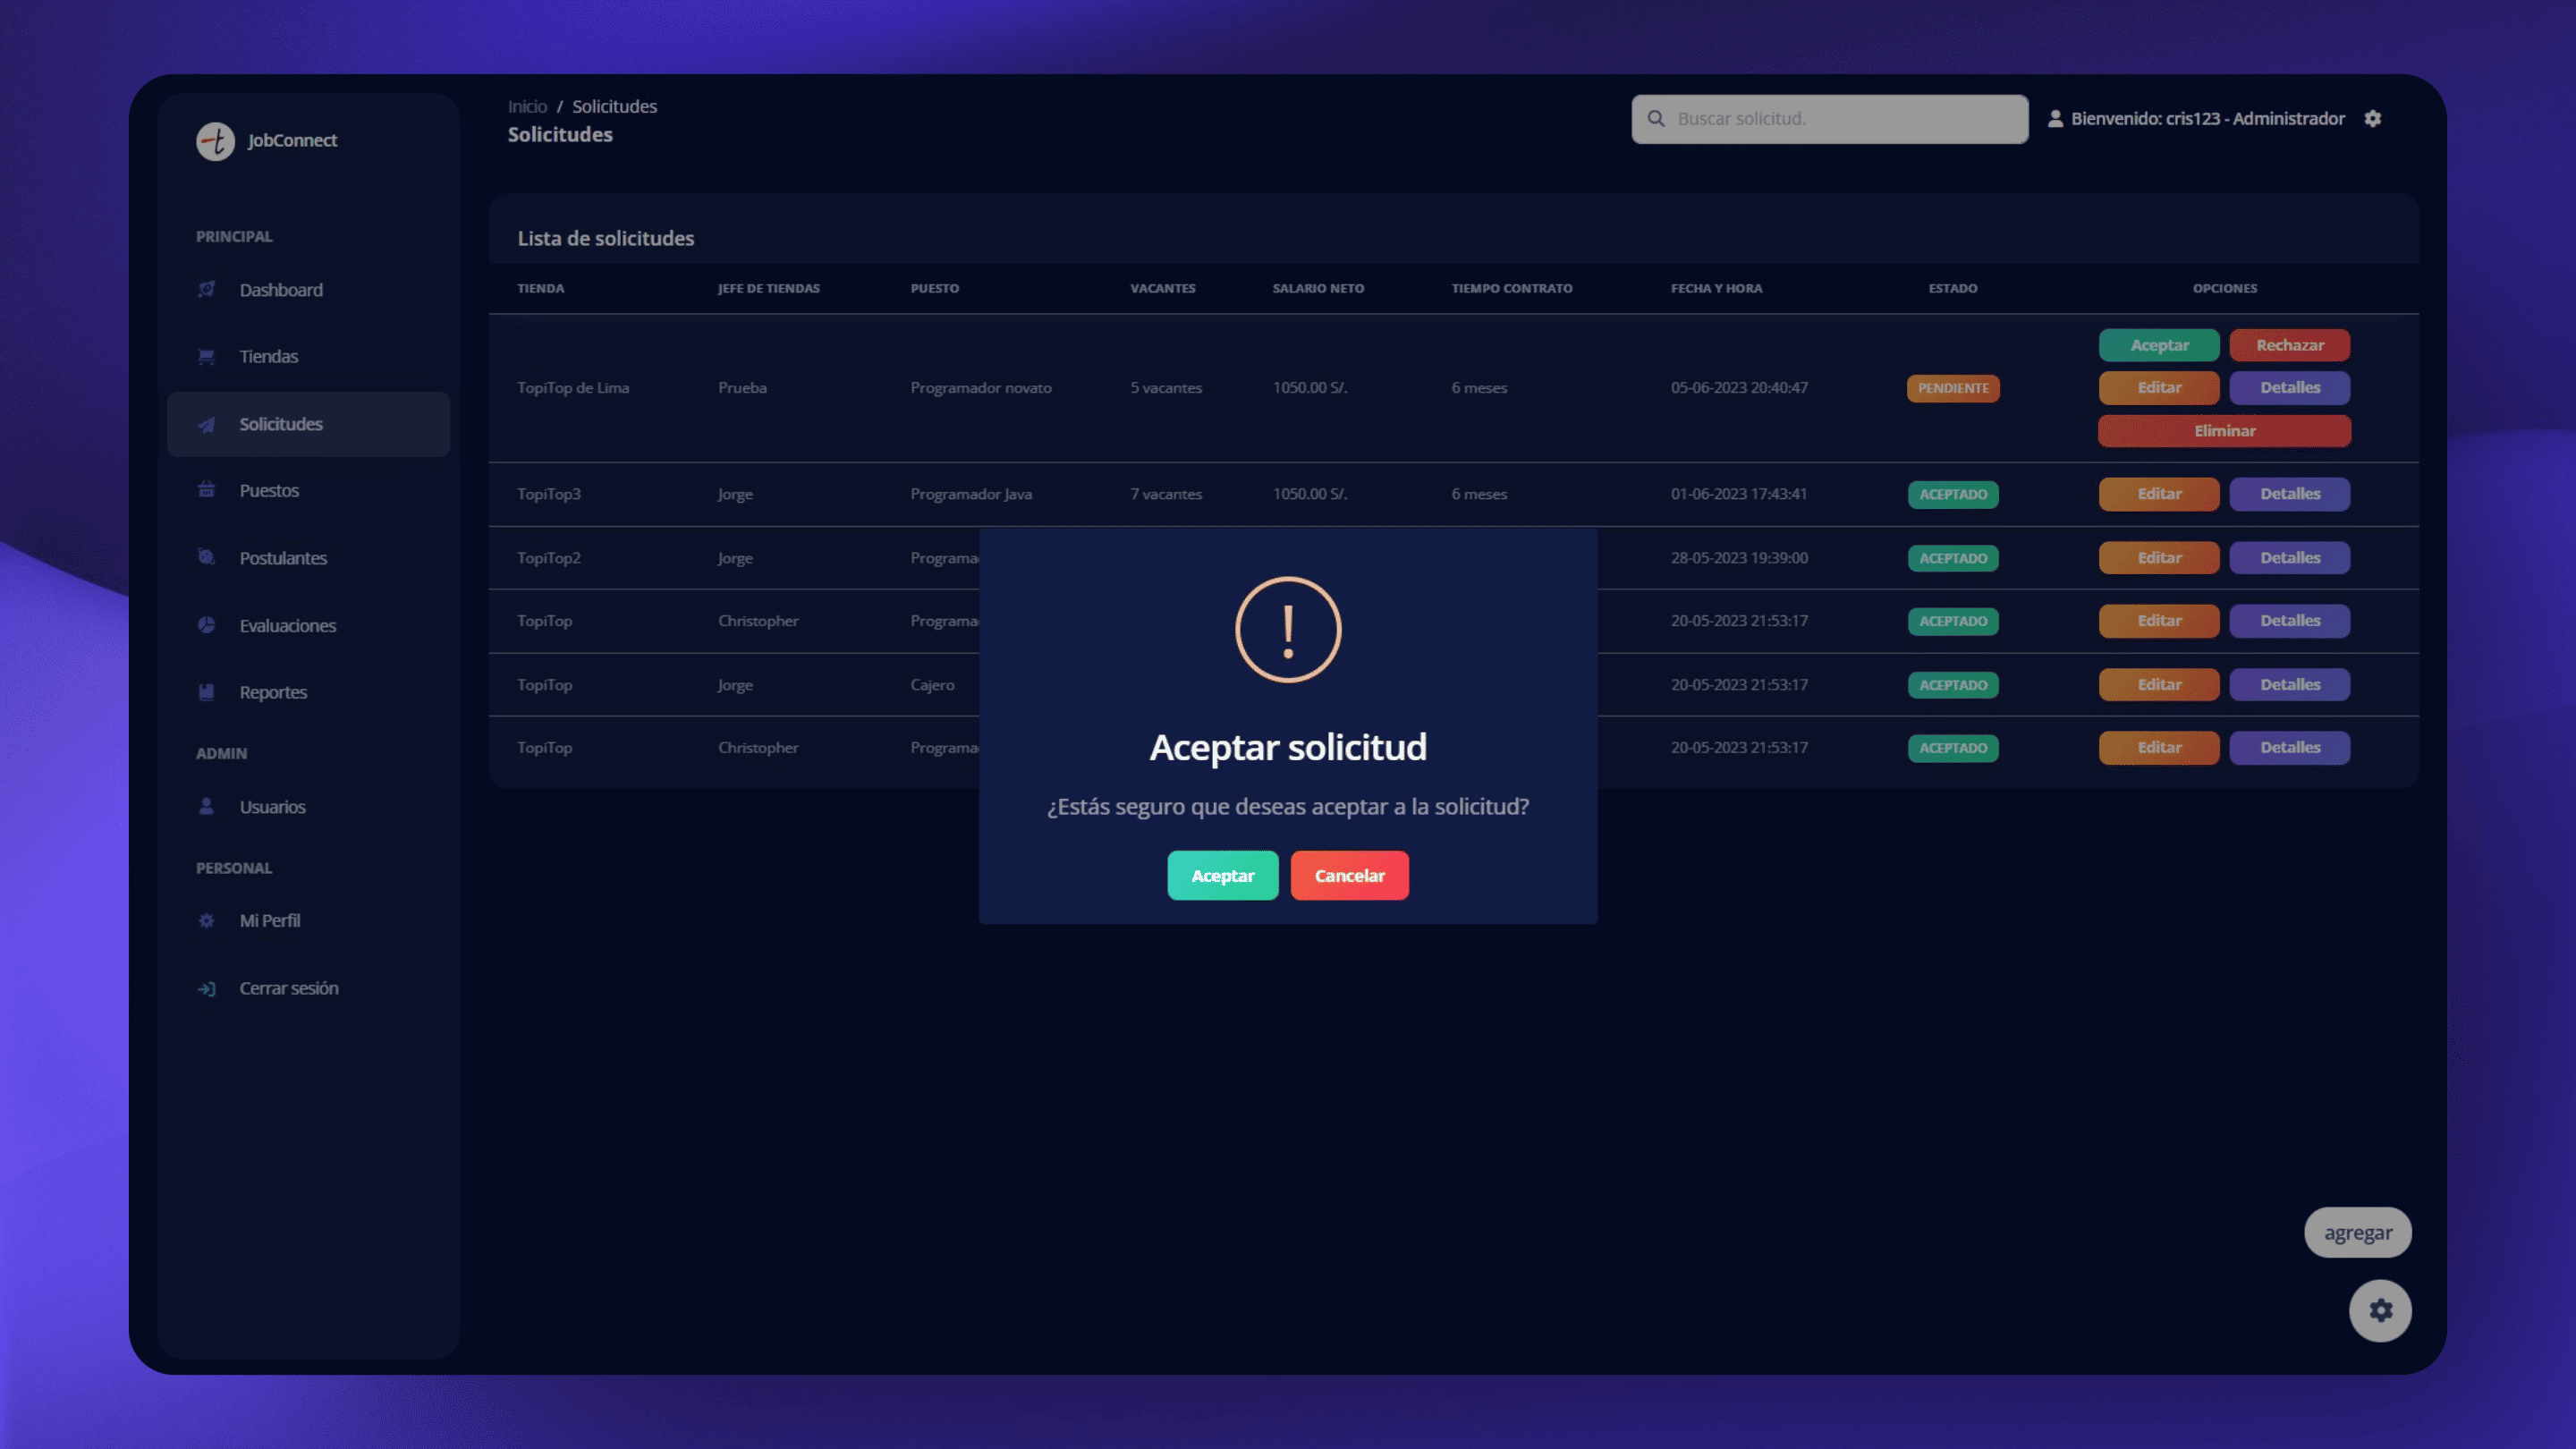 JobConnect
PRINCIPAL
Dashboard
Tiendas
Solicitudes
Puestos
Postulantes
Evaluaciones
Reportes
ADMIN
Usuarios
PERSONAL
Mi Perfil
Cerrar sesión
Inicio / Solicitudes
Solicitudes
Buscar solicitud.
Bienvenido: cris123 - Administrador
Lista de solicitudes
TIENDA JEFE DE TIENDAS PUESTO VACANTES SALARIO NETO TIEMPO CONTRATO FECHA Y HORA ESTADO OPCIONES
Aceptar Rechazar
TopiTop de Lima Prueba Programador novato 5 vacantes 1050.00 S/. 6 meses 05-06-2023 20:40:47 PENDIENTE Editar Detalles
Eliminar
TopiTop3 Jorge Programador Java 7 vacantes 1050.00 S/. 6 meses 01-06-2023 17:43:41 ACEPTADO Editar Detalles
TopiTop2 Jorge 28-05-2023 19:39:00 ACEPTADO Editar Detalles
TopiTop Christopher 20-05-2023 21:53:17 ACEPTADO Editar Detalles
TopiTop Jorge Cajero 20-05-2023 21:53:17 ACEPTADO Editar Detalles
TopiTop Christopher 20-05-2023 21:53:17 ACEPTADO Editar Detalles
!
Aceptar solicitud
¿Estás seguro que deseas aceptar a la solicitud?
Aceptar Cancelar
agregar